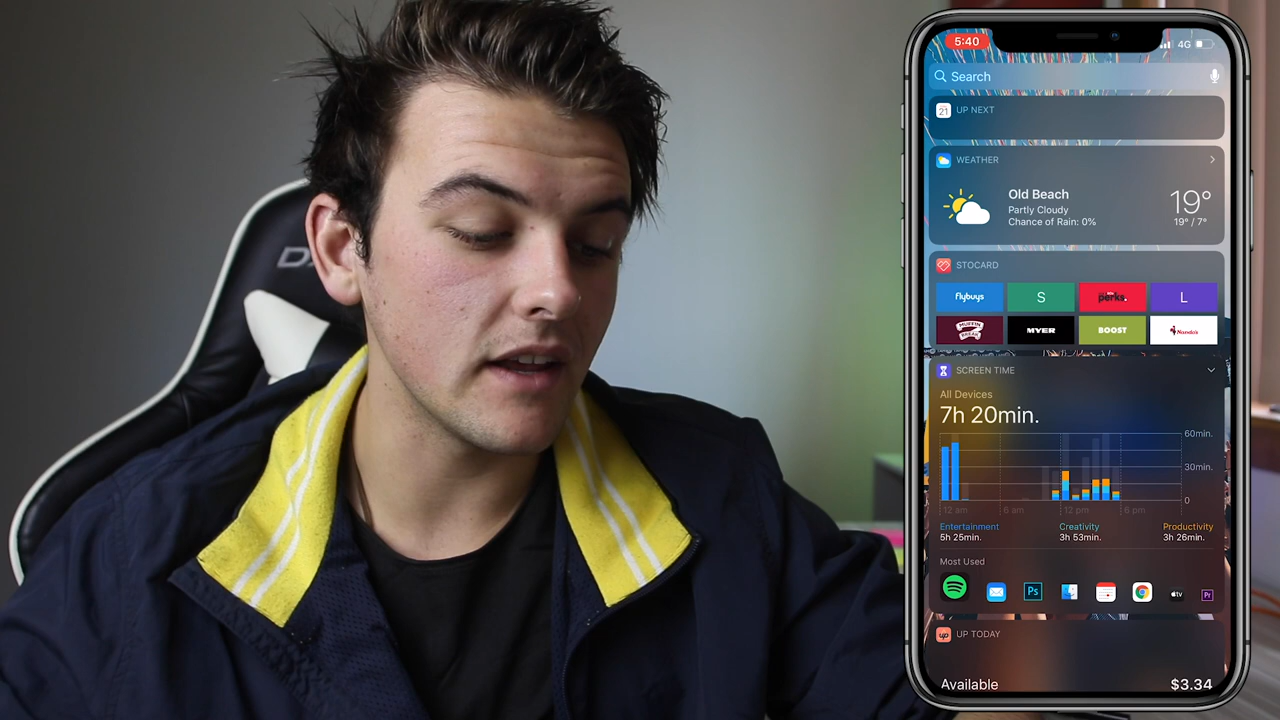 D
5:40
4G
Search
21
UP NEXT
WEATHER
Old Beach
Partly Cloudy
Chance of Rain: 0%
19°
19° / 7°
STOCARD
flybuys
S
perks.
L
MUFFIN BREAK
MYER
BOOST
Nando's
SCREEN TIME
All Devices
7h 20min.
60min.
30min.
0
12 am
6 am
12 pm
6 pm
Entertainment
Creativity
Productivity
5h 25min.
3h 53min.
3h 26min.
Most Used
Ps
tv
Pr
up
UP TODAY
Available
$3.34